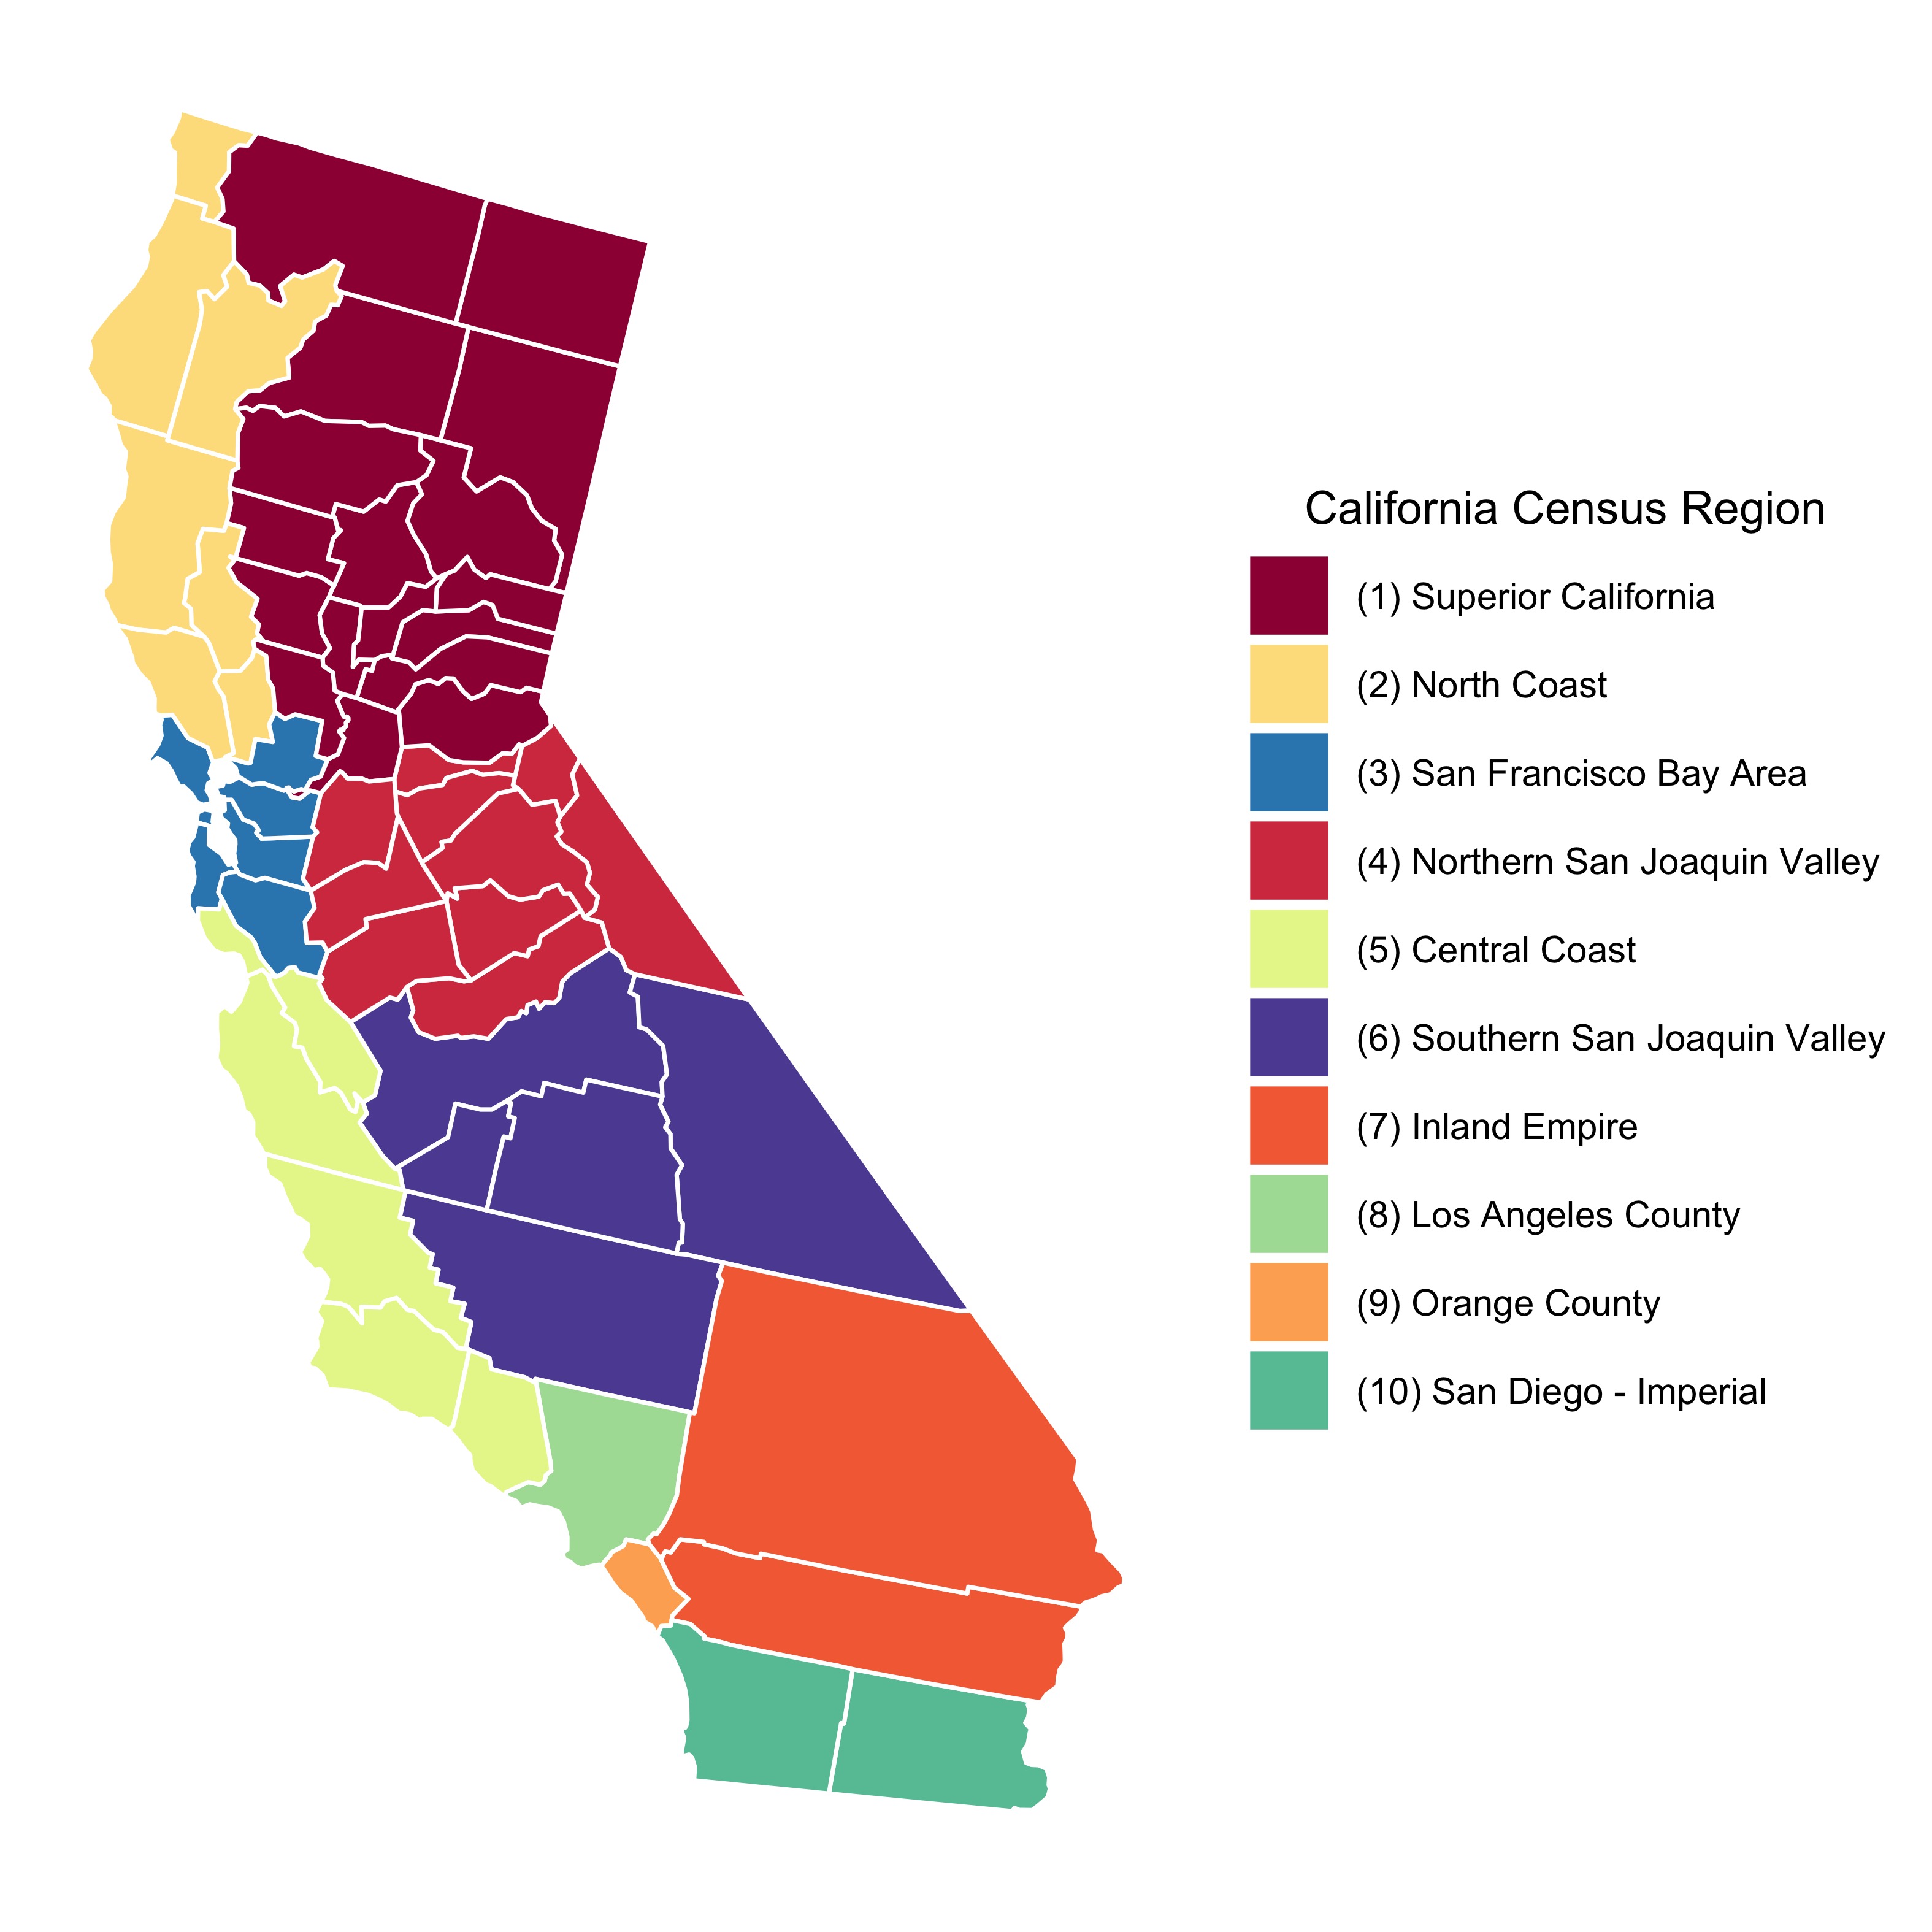 California Census Region
(1) Superior California
(2) North Coast
(3) San Francisco Bay Area
(4) Northern San Joaquin Valley
(5) Central Coast
(6) Southern San Joaquin Valley
(7) Inland Empire
(8) Los Angeles County
(9) Orange County
(10) San Diego - Imperial